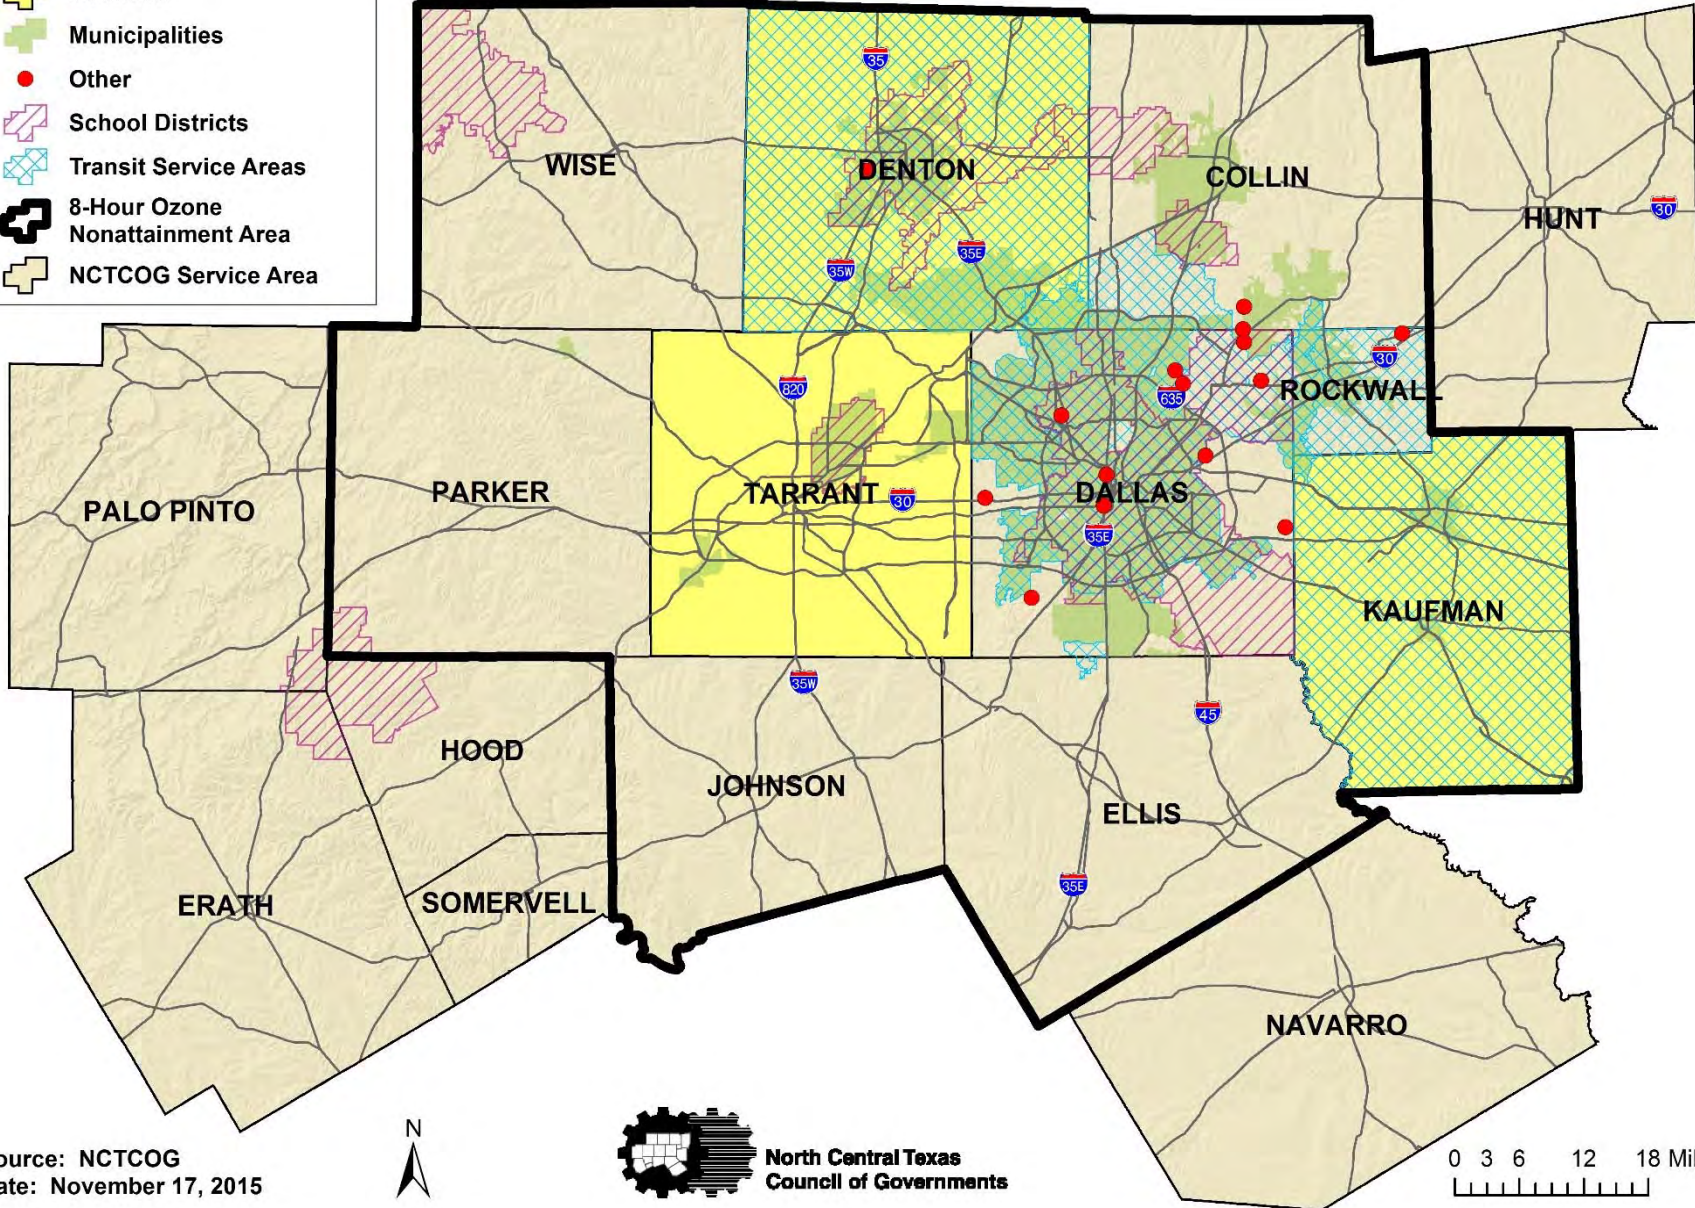 Municipalities
Other
School Districts
Transit Service Areas
8-Hour Ozone
Nonattainment Area
NCTCOG Service Area
35
WISE
DENTON
COLLIN
HUNT
30
35W
35E
820
635
30
ROCKWALL
PALO PINTO
PARKER
TARRANT
30
DALLAS
35E
KAUFMAN
35W
45
HOOD
JOHNSON
ELLIS
35E
ERATH
SOMERVELL
NAVARRO
N
ource: NCTCOG
ate: November 17, 2015
North Central Texas
Council of Governments
0 3 6 12 18 Mil